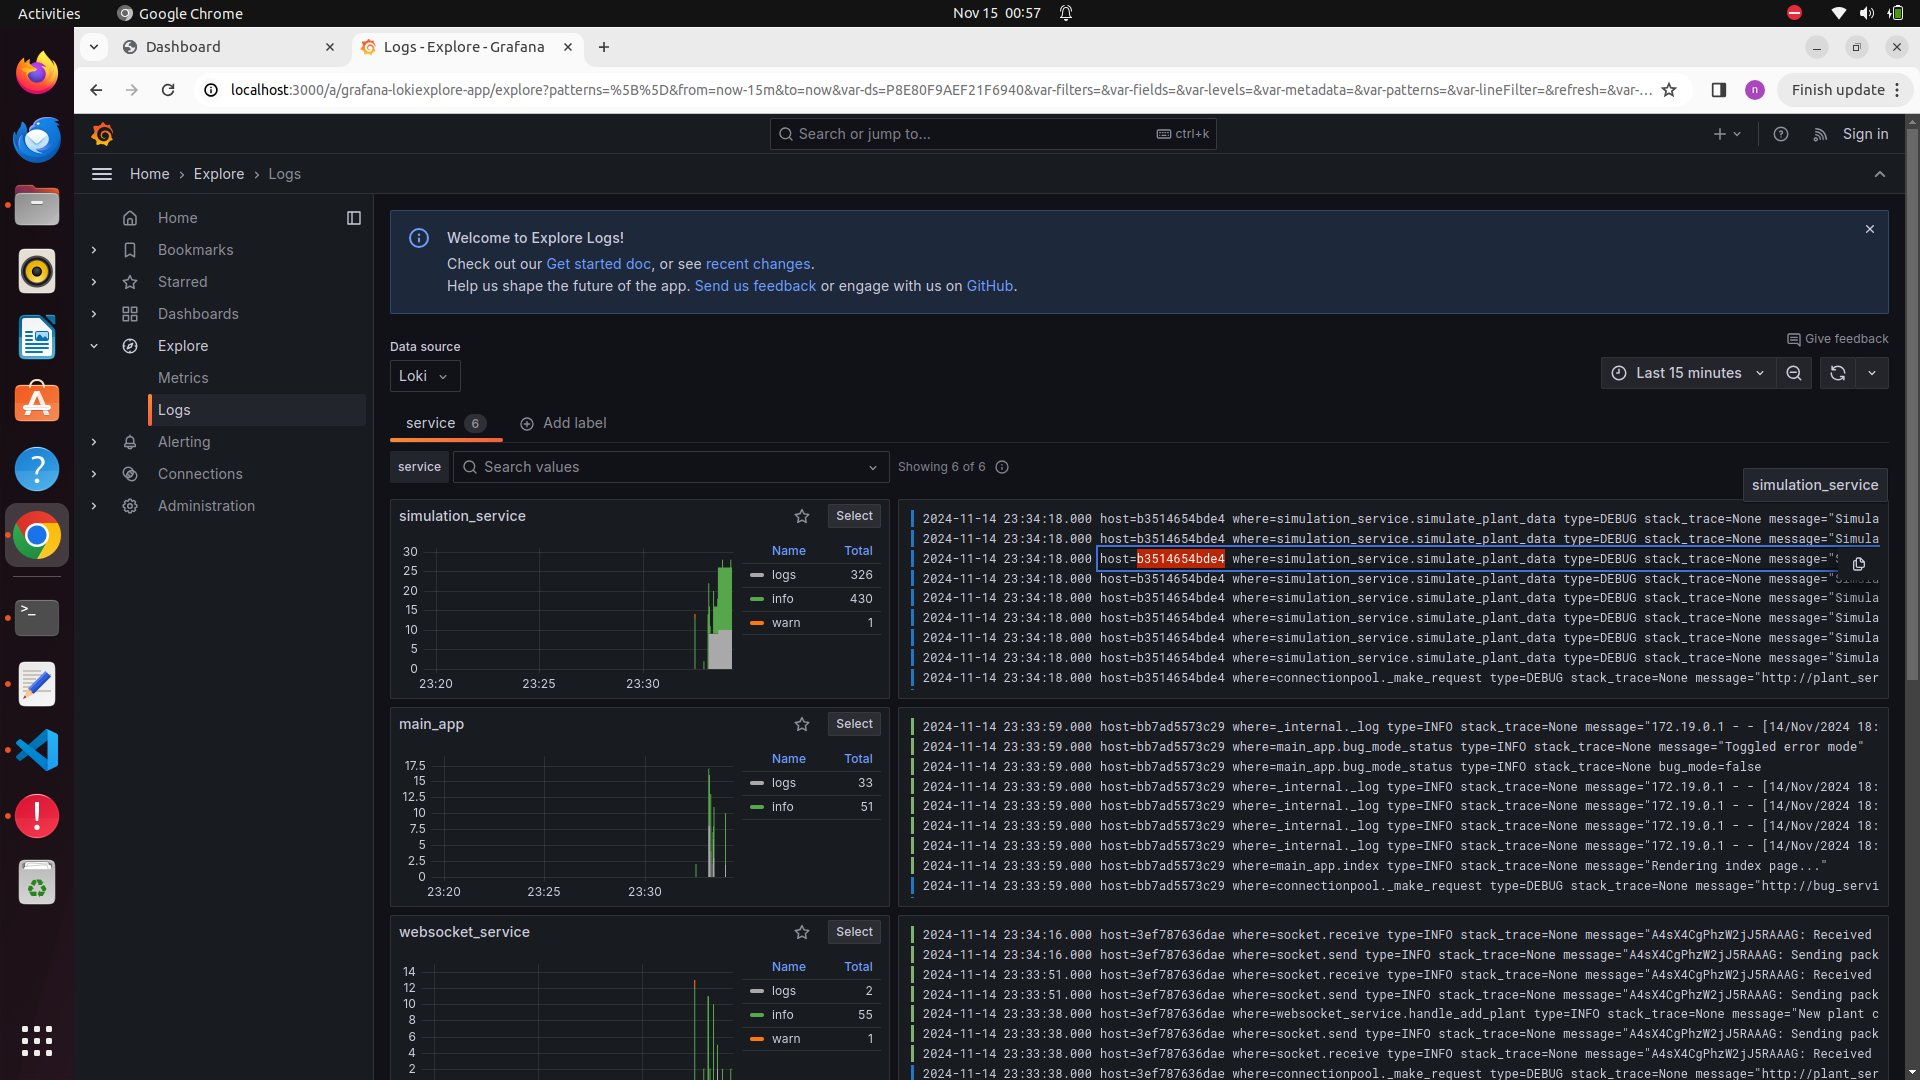 Activities
Google Chrome
Nov 15 00:57
Dashboard
Logs - Explore - Grafana
localhost:3000/a/grafana-lokiexplore-app/explore?patterns=%5B%5D&from=now-15m&to=now&var-ds=P8E80F9AEF21F6940&var-filters=&var-fields=&var-levels=&var-metadata=&var-patterns=&var-lineFilter=&refresh=&var-...
n
Finish update
Search or jump to...
ctrl+k
Sign in
Home › Explore › Logs
Home
Bookmarks
Starred
Dashboards
Explore
Metrics
Logs
Alerting
Connections
Administration
Welcome to Explore Logs!
Check out our Get started doc, or see recent changes.
Help us shape the future of the app. Send us feedback or engage with us on GitHub.
Give feedback
Data source
Loki
Last 15 minutes
service 6
Add label
service
Search values
Showing 6 of 6
simulation_service
simulation_service
Select
Name Total
logs 326
info 430
warn 1
30
25
20
15
10
5
0
23:20 23:25 23:30
2024-11-14 23:34:18.000 host=b3514654bde4 where=simulation_service.simulate_plant_data type=DEBUG stack_trace=None message="Simula
2024-11-14 23:34:18.000 host=b3514654bde4 where=simulation_service.simulate_plant_data type=DEBUG stack_trace=None message="Simula
2024-11-14 23:34:18.000 host=b3514654bde4 where=simulation_service.simulate_plant_data type=DEBUG stack_trace=None message="
2024-11-14 23:34:18.000 host=b3514654bde4 where=simulation_service.simulate_plant_data type=DEBUG stack_trace=None message="Simula
2024-11-14 23:34:18.000 host=b3514654bde4 where=simulation_service.simulate_plant_data type=DEBUG stack_trace=None message="Simula
2024-11-14 23:34:18.000 host=b3514654bde4 where=simulation_service.simulate_plant_data type=DEBUG stack_trace=None message="Simula
2024-11-14 23:34:18.000 host=b3514654bde4 where=simulation_service.simulate_plant_data type=DEBUG stack_trace=None message="Simula
2024-11-14 23:34:18.000 host=b3514654bde4 where=simulation_service.simulate_plant_data type=DEBUG stack_trace=None message="Simula
2024-11-14 23:34:18.000 host=b3514654bde4 where=connectionpool._make_request type=DEBUG stack_trace=None message="http://plant_ser
main_app
Select
Name Total
logs 33
info 51
17.5
15
12.5
10
7.5
5
2.5
0
23:20 23:25 23:30
2024-11-14 23:33:59.000 host=bb7ad5573c29 where=_internal._log type=INFO stack_trace=None message="172.19.0.1 - - [14/Nov/2024 18:
2024-11-14 23:33:59.000 host=bb7ad5573c29 where=main_app.bug_mode_status type=INFO stack_trace=None message="Toggled error mode"
2024-11-14 23:33:59.000 host=bb7ad5573c29 where=main_app.bug_mode_status type=INFO stack_trace=None bug_mode=false
2024-11-14 23:33:59.000 host=bb7ad5573c29 where=_internal._log type=INFO stack_trace=None message="172.19.0.1 - - [14/Nov/2024 18:
2024-11-14 23:33:59.000 host=bb7ad5573c29 where=_internal._log type=INFO stack_trace=None message="172.19.0.1 - - [14/Nov/2024 18:
2024-11-14 23:33:59.000 host=bb7ad5573c29 where=_internal._log type=INFO stack_trace=None message="172.19.0.1 - - [14/Nov/2024 18:
2024-11-14 23:33:59.000 host=bb7ad5573c29 where=_internal._log type=INFO stack_trace=None message="172.19.0.1 - - [14/Nov/2024 18:
2024-11-14 23:33:59.000 host=bb7ad5573c29 where=main_app.index type=INFO stack_trace=None message="Rendering index page..."
2024-11-14 23:33:59.000 host=bb7ad5573c29 where=connectionpool._make_request type=DEBUG stack_trace=None message="http://bug_servi
websocket_service
Select
Name Total
logs 2
info 55
warn 1
14
12
10
8
6
4
2
2024-11-14 23:34:16.000 host=3ef787636dae where=socket.receive type=INFO stack_trace=None message="A4sX4CgPhzW2jJ5RAAAG: Received
2024-11-14 23:34:16.000 host=3ef787636dae where=socket.send type=INFO stack_trace=None message="A4sX4CgPhzW2jJ5RAAAG: Sending pack
2024-11-14 23:33:51.000 host=3ef787636dae where=socket.receive type=INFO stack_trace=None message="A4sX4CgPhzW2jJ5RAAAG: Received
2024-11-14 23:33:51.000 host=3ef787636dae where=socket.send type=INFO stack_trace=None message="A4sX4CgPhzW2jJ5RAAAG: Sending pack
2024-11-14 23:33:38.000 host=3ef787636dae where=websocket_service.handle_add_plant type=INFO stack_trace=None message="New plant c
2024-11-14 23:33:38.000 host=3ef787636dae where=socket.send type=INFO stack_trace=None message="A4sX4CgPhzW2jJ5RAAAG: Sending pack
2024-11-14 23:33:38.000 host=3ef787636dae where=socket.receive type=INFO stack_trace=None message="A4sX4CgPhzW2jJ5RAAAG: Received
2024-11-14 23:33:38.000 host=3ef787636dae where=connectionpool._make_request type=DEBUG stack_trace=None message="http://plant_ser